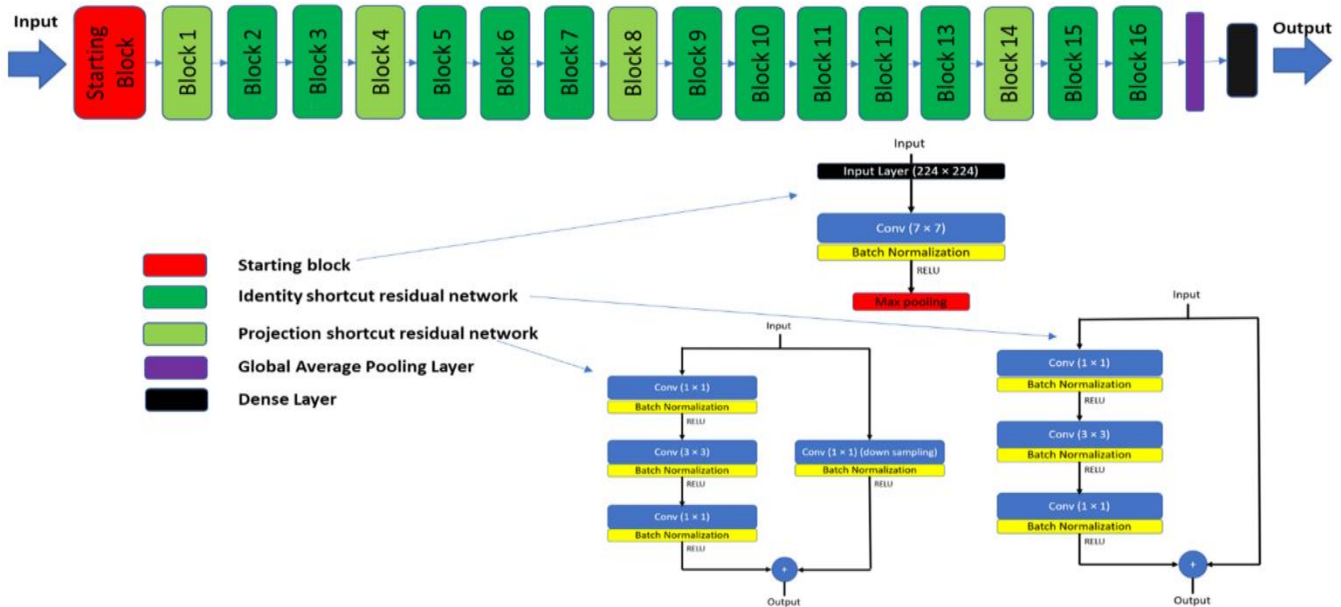 Input
Output
Starting Block
Block 1
Block 2
Block 3
Block 4
Block 5
Block 6
Block 7
Block 8
Block 9
Block 10
Block 11
Block 12
Block 13
Block 14
Block 15
Block 16
Input
Input Layer (224 × 224)
Conv (7 × 7)
Batch Normalization
RELU
Max pooling
Starting block
Identity shortcut residual network
Projection shortcut residual network
Global Average Pooling Layer
Dense Layer
Input
Conv (1 × 1)
Batch Normalization
RELU
Conv (3 × 3)
Batch Normalization
RELU
Conv (1 × 1)
Batch Normalization
RELU
Conv (1 × 1) (down sampling)
Batch Normalization
RELU
+
Output
Input
Conv (1 × 1)
Batch Normalization
RELU
Conv (3 × 3)
Batch Normalization
RELU
Conv (1 × 1)
Batch Normalization
RELU
+
Output